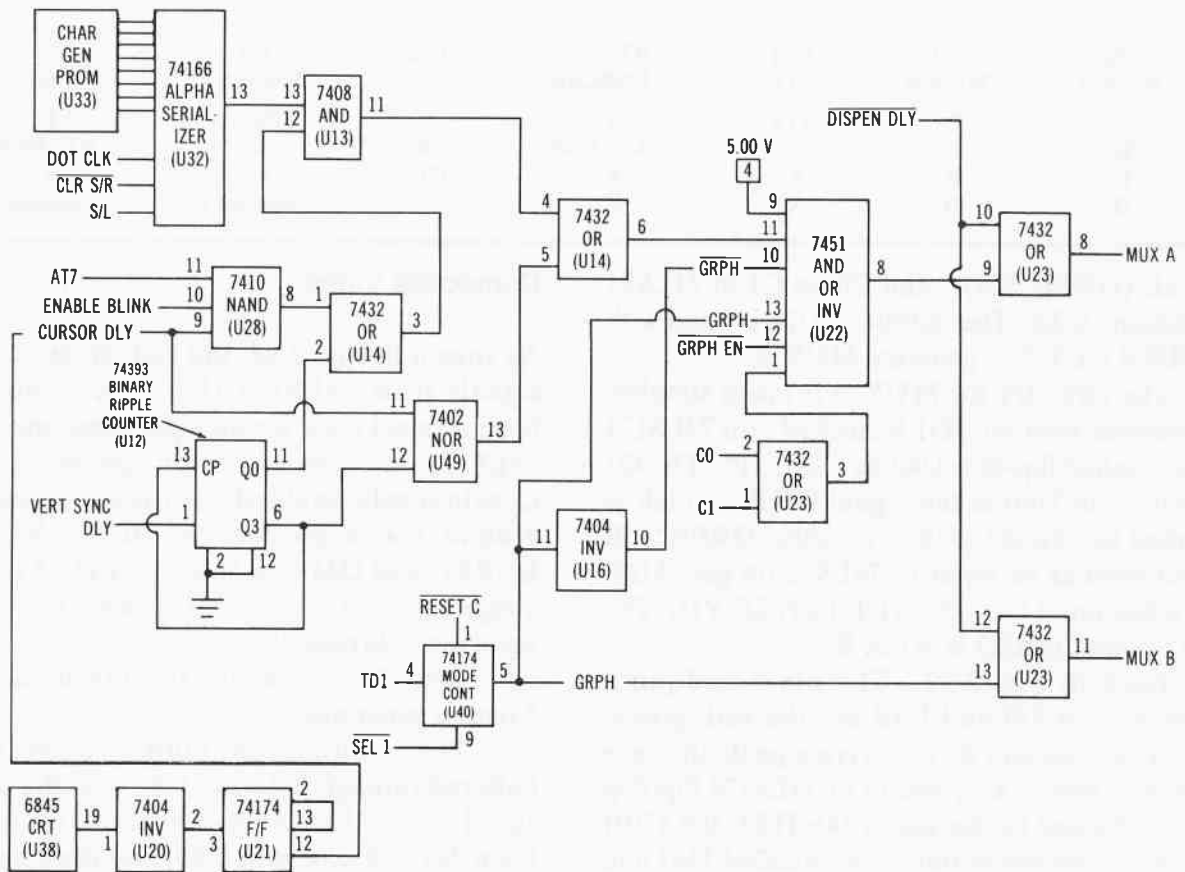 CHAR
GEN
PROM
(U33)
74166
ALPHA
SERIAL-
IZER
(U32)
13
13
12
7408
AND
(U13)
11
DOT CLK
CLR S/R
S/L
DISPEN DLY
5.00 V
4
4
5
7432
OR
(U14)
6
9
11
GRPH
10
GRPH
13
GRPH EN
12
1
7451
AND
OR
INV
(U22)
8
10
9
7432
OR
(U23)
8
MUX A
AT7
ENABLE BLINK
CURSOR DLY
11
10
9
7410
NAND
(U28)
8
1
2
7432
OR
(U14)
3
74393
BINARY
RIPPLE
COUNTER
(U12)
11
12
7402
NOR
(U49)
13
C0
C1
2
1
7432
OR
(U23)
3
VERT SYNC
DLY
13
CP
Q0
11
1
Q3
6
2
12
11
7404
INV
(U16)
10
RESET C
1
TD1
4
74174
MODE
CONT
(U40)
5
GRPH
SEL 1
9
12
13
7432
OR
(U23)
11
MUX B
6845
CRT
(U38)
19
1
7404
INV
(U20)
2
3
74174
F/F
(U21)
2
13
12